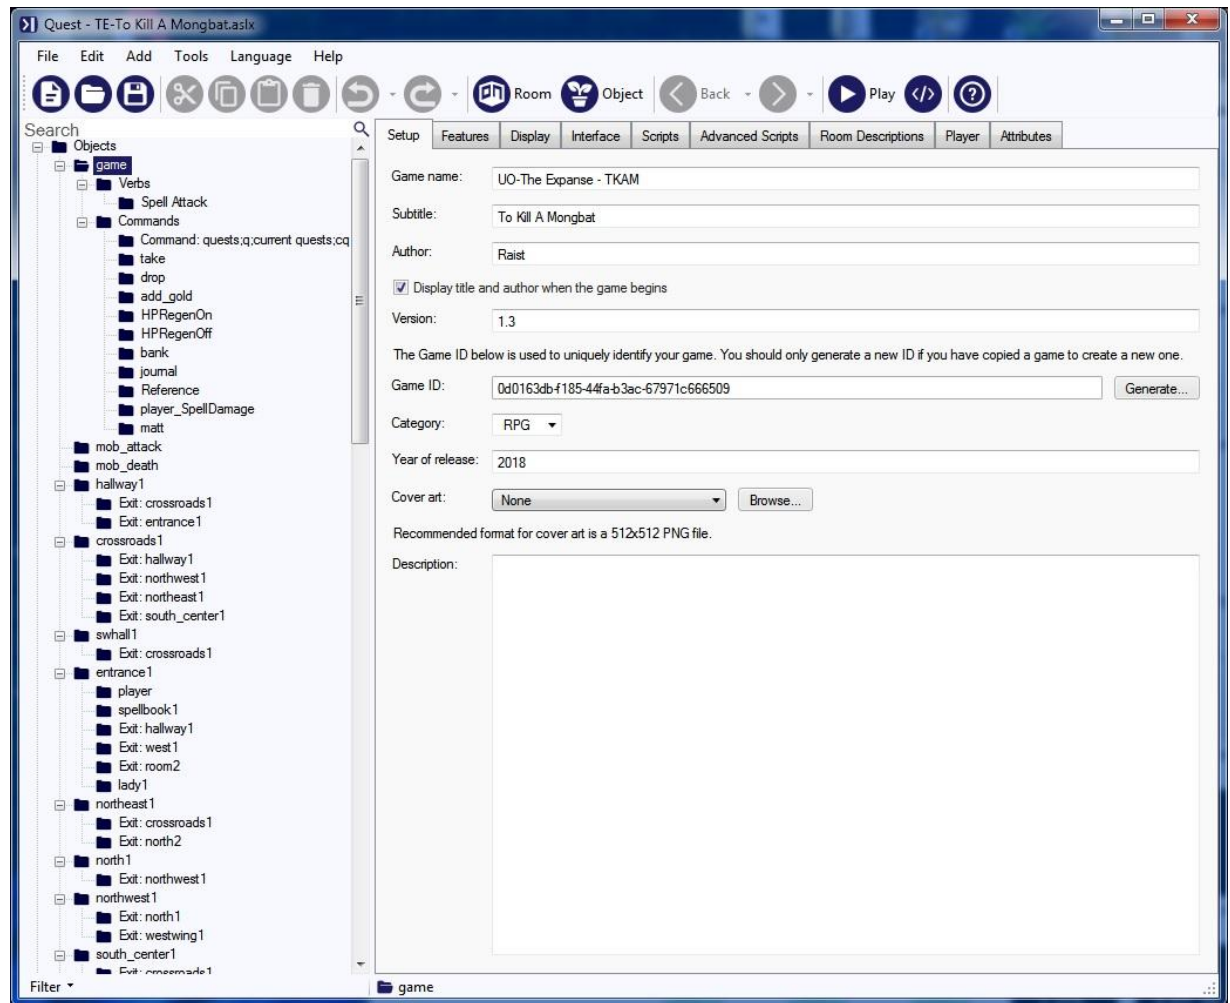 Quest - TE-To Kill A Mongbat.aslx
File Edit Add Tools Language Help
Room Object Back Play
Search
Objects
game
Verbs
Spell Attack
Commands
Command: quests;q;current quests;cq
take
drop
add_gold
HPRegenOn
HPRegenOff
bank
journal
Reference
player_SpellDamage
matt
mob_attack
mob_death
hallway1
Exit: crossroads1
Exit: entrance1
crossroads1
Exit: hallway1
Exit: northwest1
Exit: northeast1
Exit: south_center1
swhall1
Exit: crossroads1
entrance1
player
spellbook1
Exit: hallway1
Exit: west1
Exit: room2
lady1
northeast1
Exit: crossroads1
Exit: north2
north1
Exit: northwest1
northwest1
Exit: north1
Exit: westwing1
south_center1
Exit: crossroads1
Filter
Setup Features Display Interface Scripts Advanced Scripts Room Descriptions Player Attributes
Game name: UO-The Expanse - TKAM
Subtitle: To Kill A Mongbat
Author: Raist
Display title and author when the game begins
Version: 1.3
The Game ID below is used to uniquely identify your game. You should only generate a new ID if you have copied a game to create a new one.
Game ID: 0d0163db-f185-44fa-b3ac-67971c666509 Generate...
Category: RPG
Year of release: 2018
Cover art: None Browse...
Recommended format for cover art is a 512x512 PNG file.
Description:
game